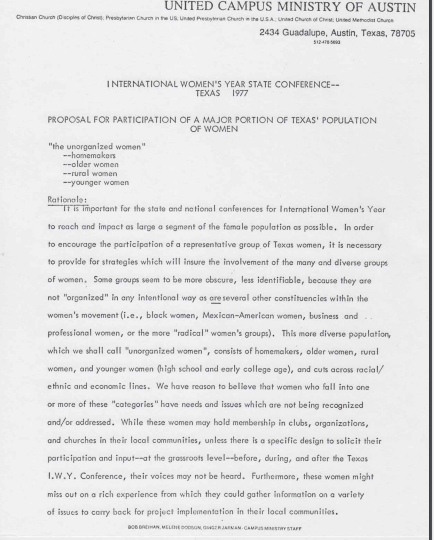 UNITED CAMPUS MINISTRY OF AUSTIN
Christian Church (Disciples of Christ); Presbyterian Church in the US; United Presbyterian Church in the U.S.A.; United Church of Christ; United Methodist Church
2434 Guadalupe, Austin, Texas, 78705
INTERNATIONAL WOMEN'S YEAR STATE CONFERENCE--
TEXAS 1977
PROPOSAL FOR PARTICIPATION OF A MAJOR PORTION OF TEXAS' POPULATION
OF WOMEN
"the unorganized women"
--homemakers
--older women
--rural women
--younger women
Rationale:
It is important for the state and national conferences for International Women's Year
to reach and impact as large a segment of the female population as possible. In order
to encourage the participation of a representative group of Texas women, it is necessary
to provide for strategies which will insure the involvement of the many and diverse groups
of women. Some groups seem to be more obscure, less identifiable, because they are
not "organized" in any intentional way as are several other constituencies within the
women's movement (i.e., black women, Mexican-American women, business and
professional women, or the more "radical" women's groups). This more diverse population,
which we shall call "unorganized women", consists of homemakers, older women, rural
women, and younger women (high school and early college age), and cuts across racial/
ethnic and economic lines. We have reason to believe that women who fall into one
or more of these "categories" have needs and issues which are not being recognized
and/or addressed. While these women may hold membership in clubs, organizations,
and churches in their local communities, unless there is a specific design to solicit their
participation and input--at the grassroots level--before, during, and after the Texas
I.W.Y. Conference, their voices may not be heard. Furthermore, these women might
miss out on a rich experience from which they could gather information on a variety
of issues to carry back for project implementation in their local communities.
BOB BREIHAN, MELENE DODSON, CAMPUS MINISTRY STAFF